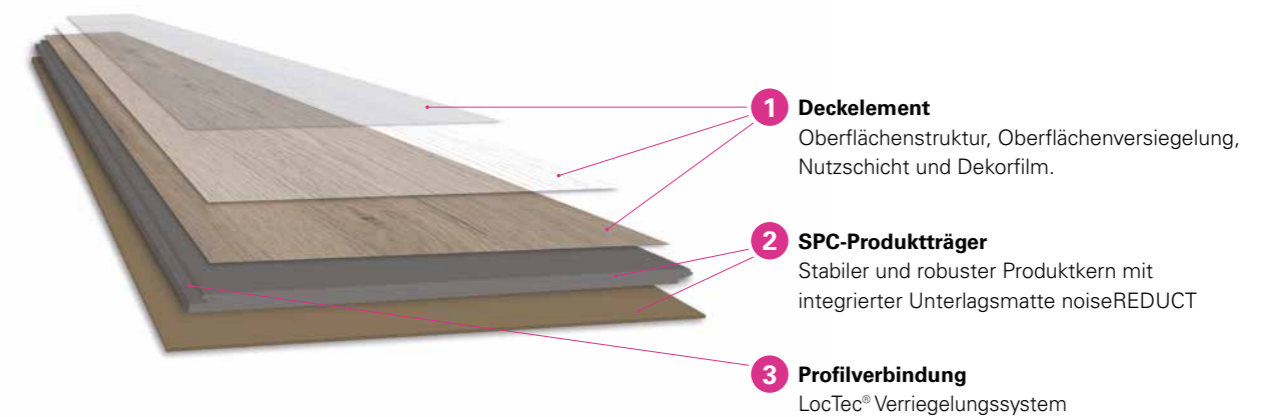 1 Deckelement
Oberflächenstruktur, Oberflächenversiegelung,
Nutzschicht und Dekorfilm.
2 SPC-Produktträger
Stabiler und robuster Produktkern mit
integrierter Unterlagsmatte noiseREDUCT
3 Profilverbindung
LocTec® Verriegelungssystem